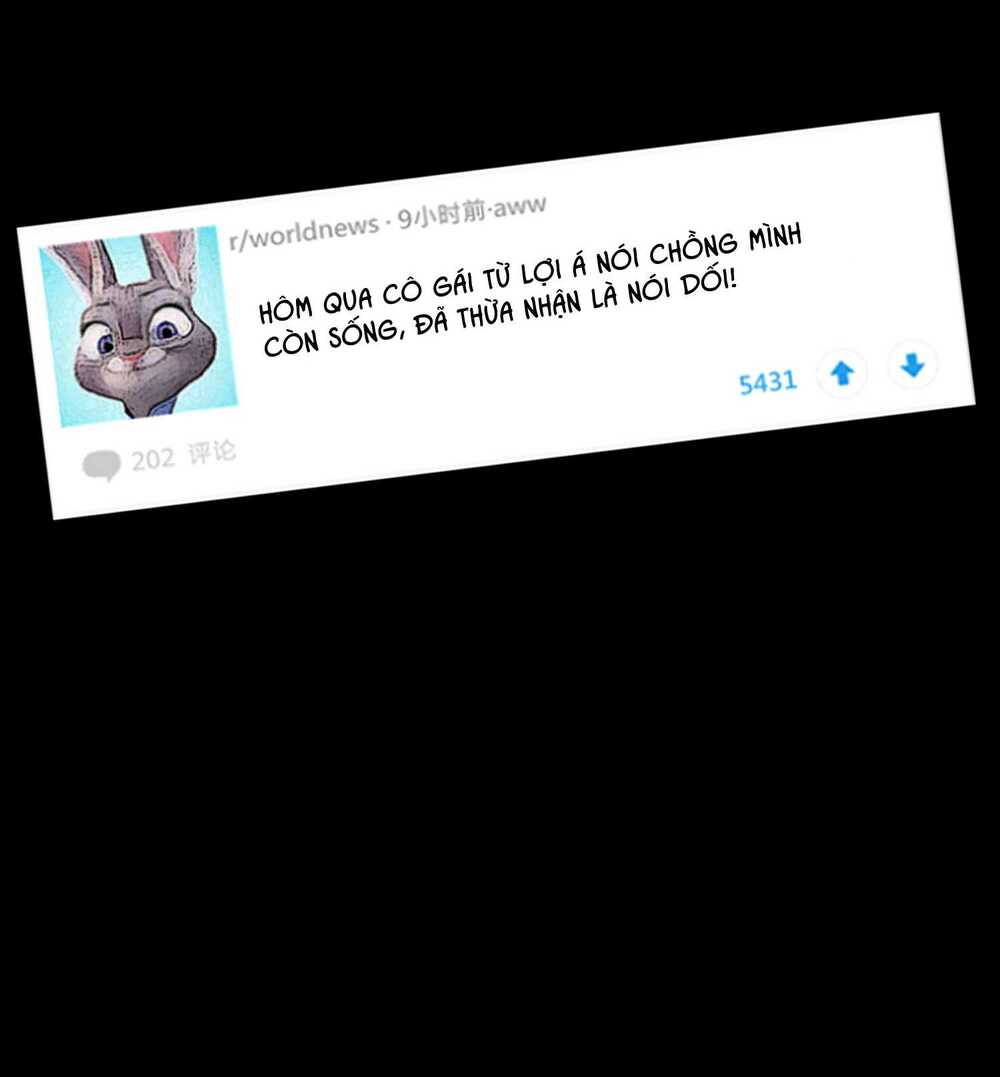 r/worldnews · 9小时前·aww
HÔM QUA CÔ GÁI TỪ LỢI Á NÓI CHỒNG MÌNH
CÒN SỐNG, ĐÃ THỪA NHẬN LÀ NÓI DỐI!
5431
202 评论